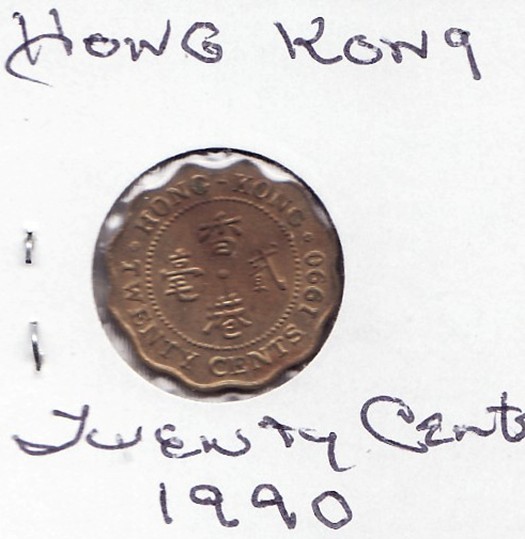 HONG KONG
HONG · KONG
香
貳
·
毫
港
TWENTY CENTS 1990
Twenty Cents
1990